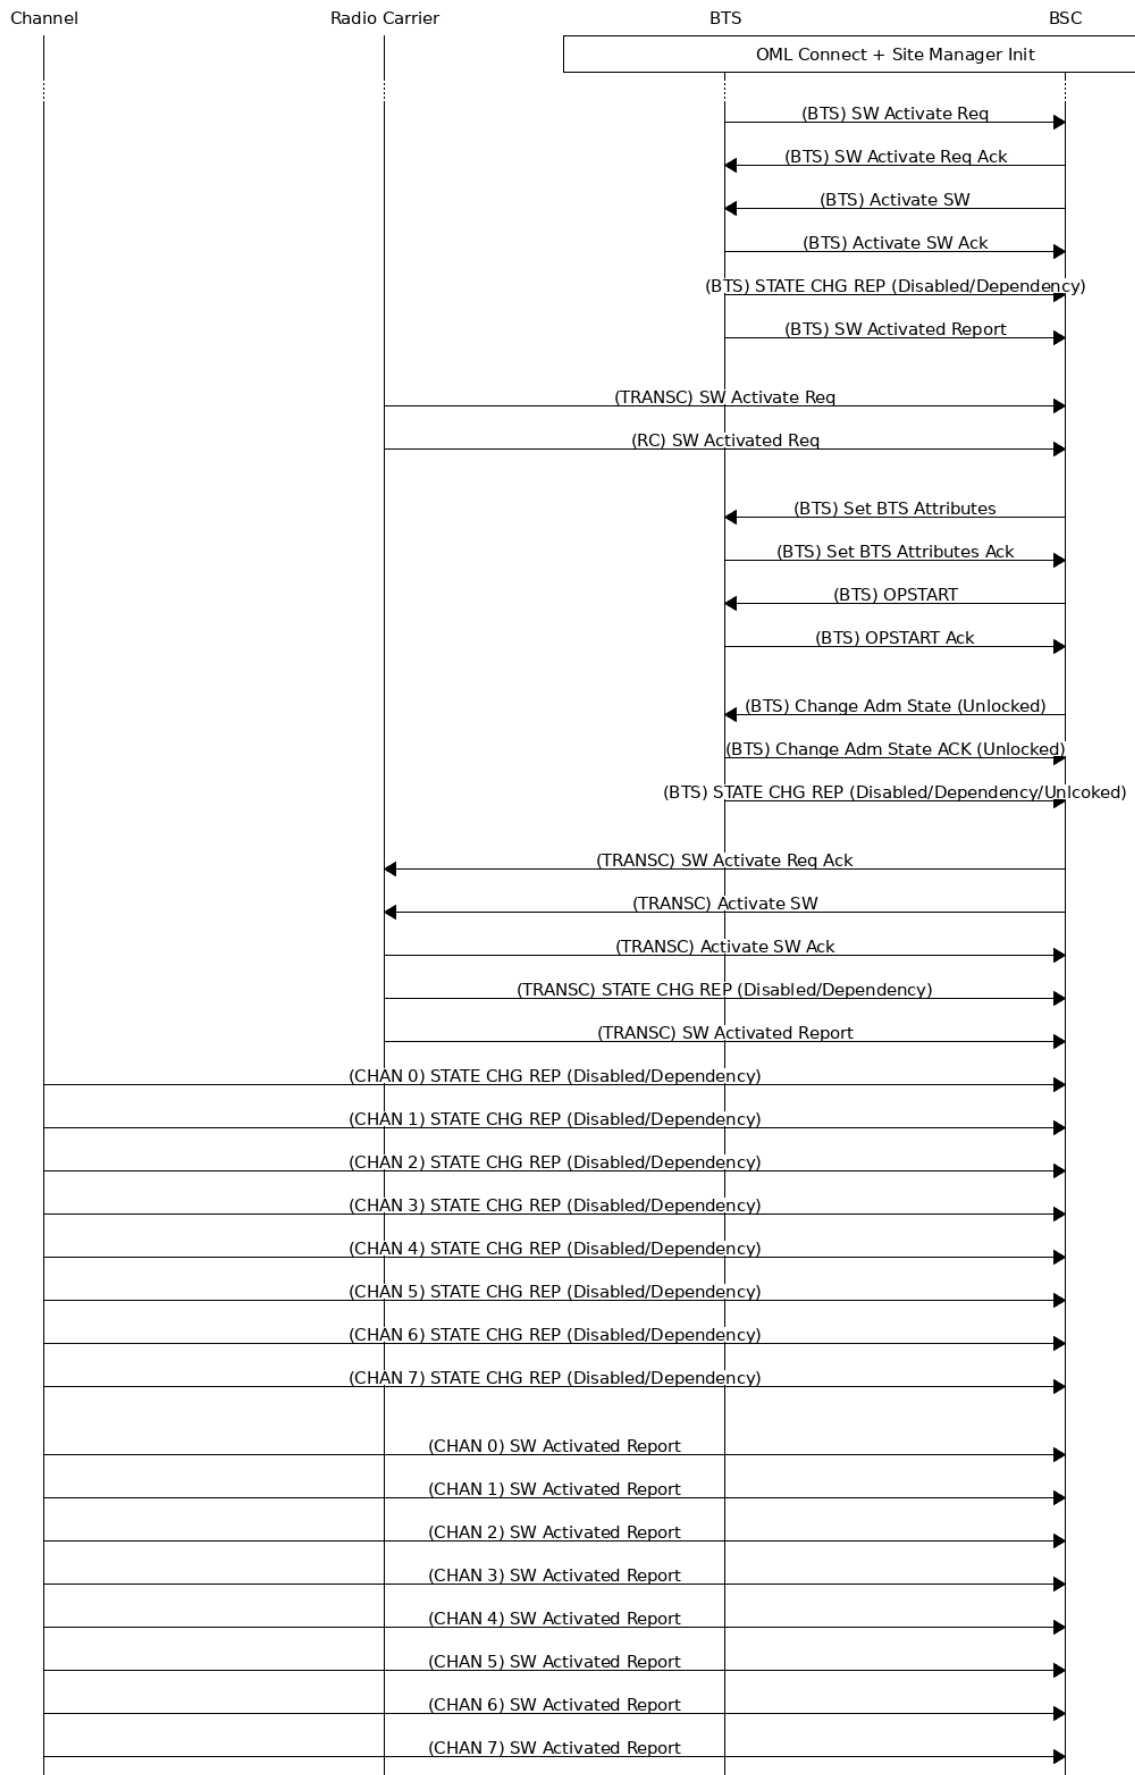 Channel Radio Carrier BTS BSC
OML Connect + Site Manager Init
(BTS) SW Activate Req
(BTS) SW Activate Req Ack
(BTS) Activate SW
(BTS) Activate SW Ack
(BTS) STATE CHG REP (Disabled/Dependency)
(BTS) SW Activated Report
(TRANSC) SW Activate Req
(RC) SW Activated Req
(BTS) Set BTS Attributes
(BTS) Set BTS Attributes Ack
(BTS) OPSTART
(BTS) OPSTART Ack
(BTS) Change Adm State (Unlocked)
(BTS) Change Adm State ACK (Unlocked)
(BTS) STATE CHG REP (Disabled/Dependency/Unlcoked)
(TRANSC) SW Activate Req Ack
(TRANSC) Activate SW
(TRANSC) Activate SW Ack
(TRANSC) STATE CHG REP (Disabled/Dependency)
(TRANSC) SW Activated Report
(CHAN 0) STATE CHG REP (Disabled/Dependency)
(CHAN 1) STATE CHG REP (Disabled/Dependency)
(CHAN 2) STATE CHG REP (Disabled/Dependency)
(CHAN 3) STATE CHG REP (Disabled/Dependency)
(CHAN 4) STATE CHG REP (Disabled/Dependency)
(CHAN 5) STATE CHG REP (Disabled/Dependency)
(CHAN 6) STATE CHG REP (Disabled/Dependency)
(CHAN 7) STATE CHG REP (Disabled/Dependency)
(CHAN 0) SW Activated Report
(CHAN 1) SW Activated Report
(CHAN 2) SW Activated Report
(CHAN 3) SW Activated Report
(CHAN 4) SW Activated Report
(CHAN 5) SW Activated Report
(CHAN 6) SW Activated Report
(CHAN 7) SW Activated Report